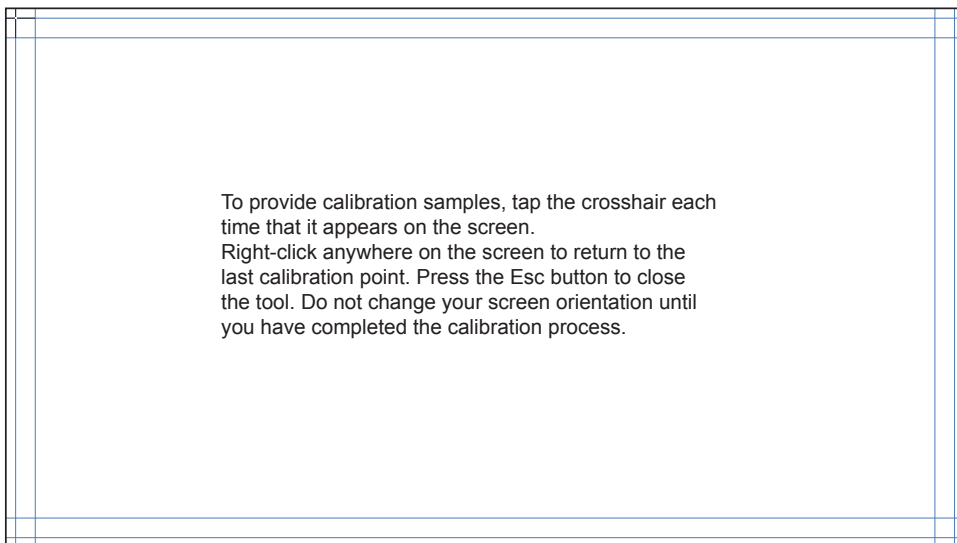 To provide calibration samples, tap the crosshair each
time that it appears on the screen.
Right-click anywhere on the screen to return to the
last calibration point. Press the Esc button to close
the tool. Do not change your screen orientation until
you have completed the calibration process.